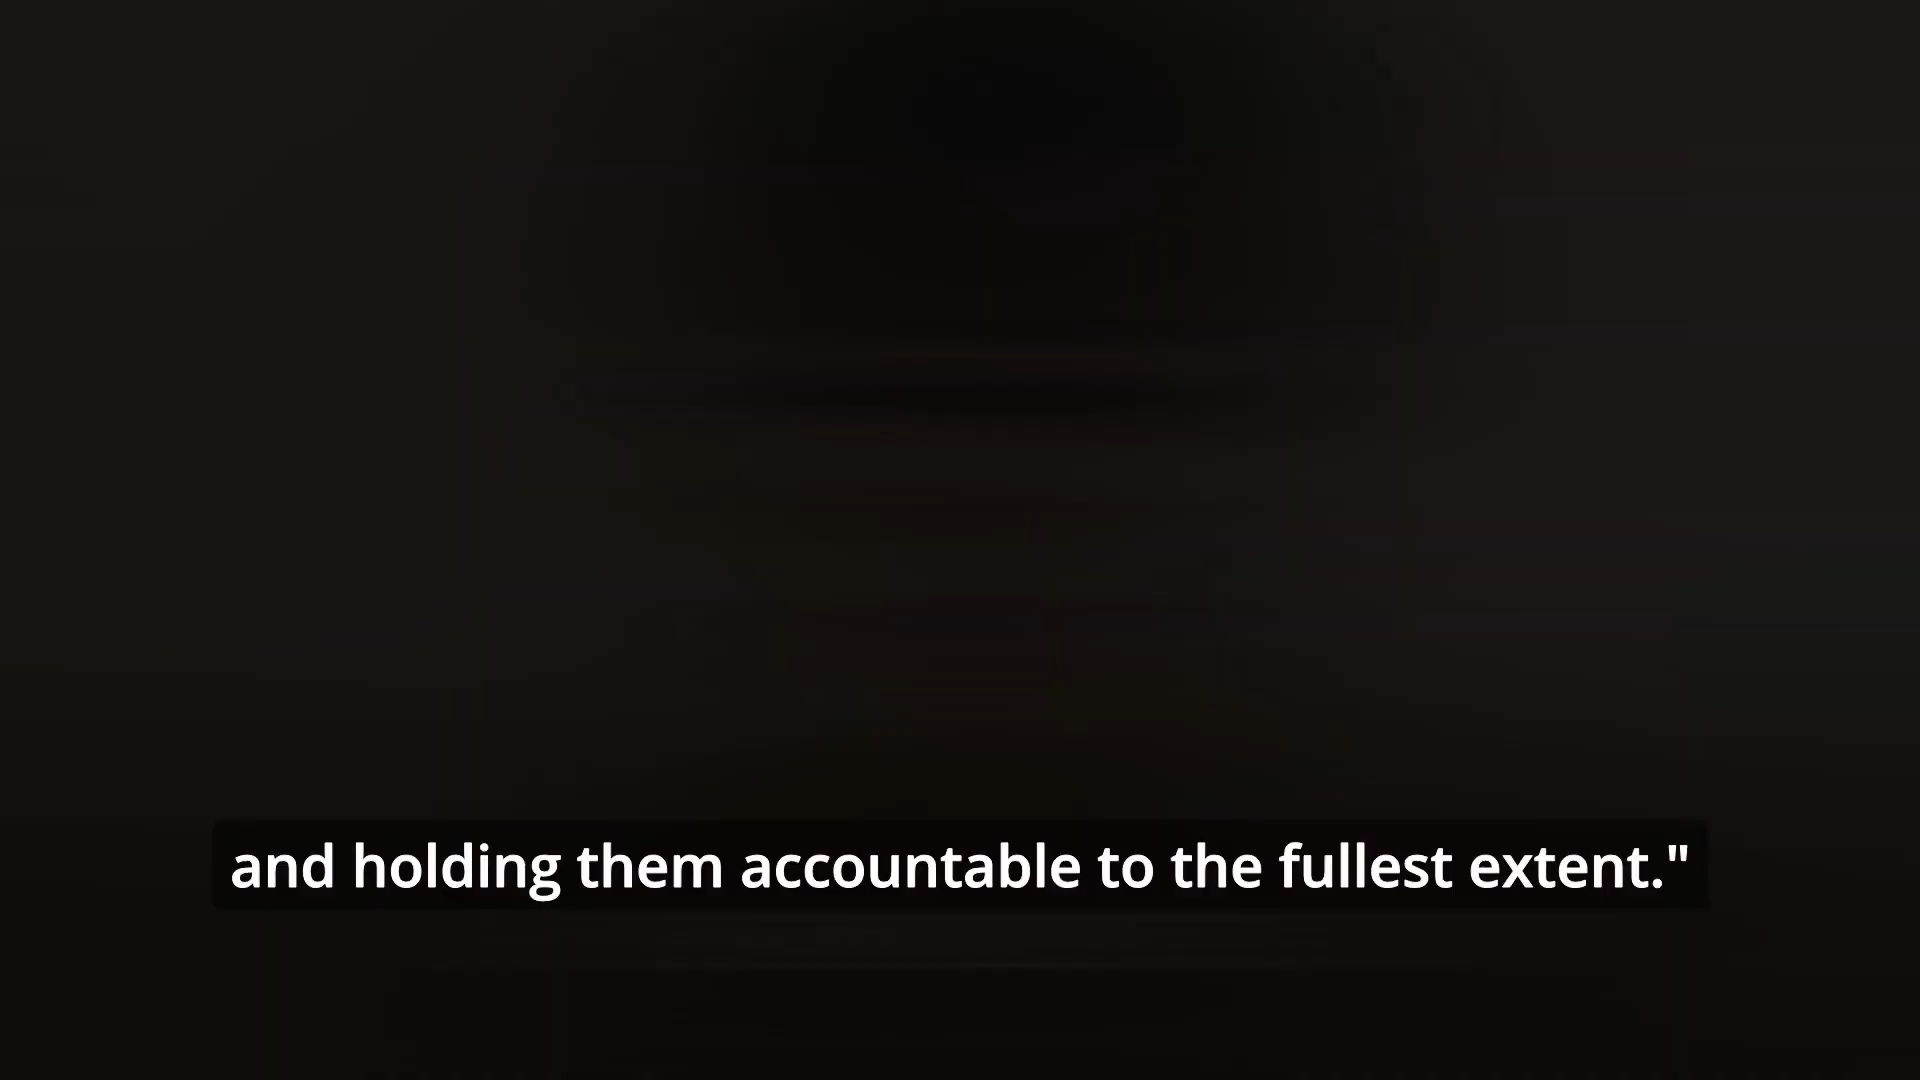 and holding them accountable to the fullest extent."